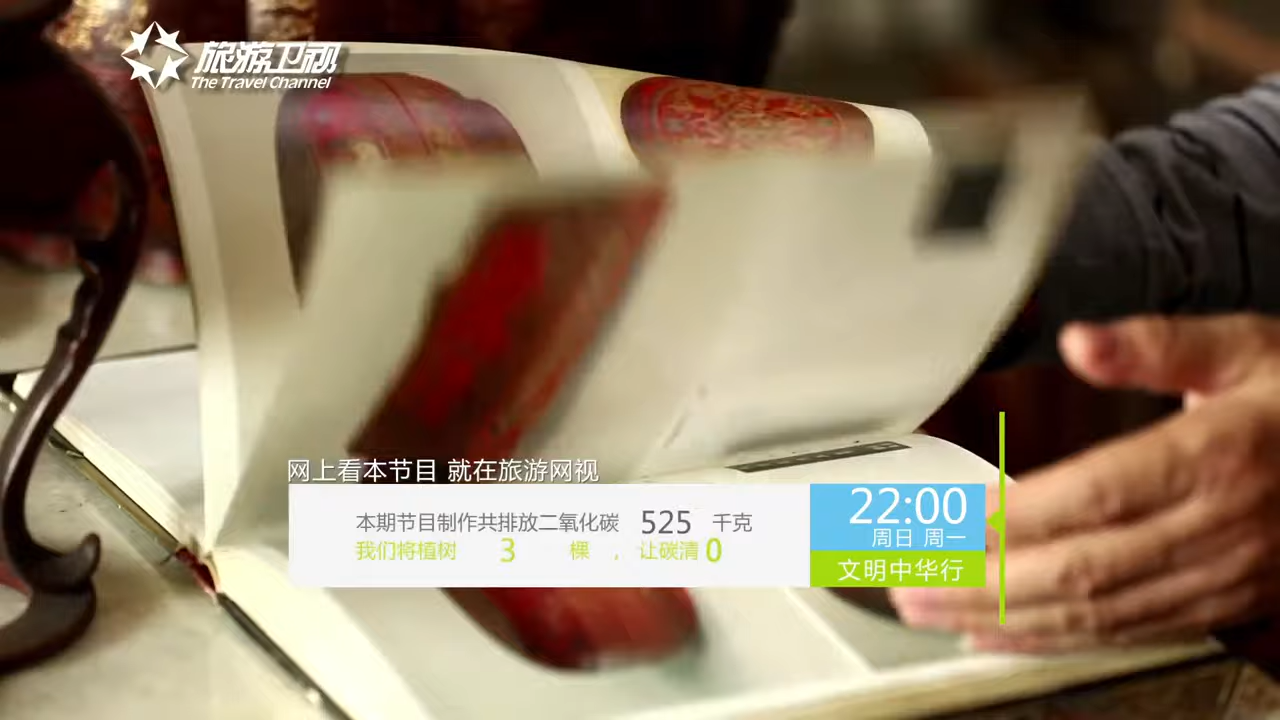 旅游卫视
The Travel Channel
网上看本节目 就在旅游网视
本期节目制作共排放二氧化碳 525 千克
我们将植树 3 棵，让碳清0
22:00
周日 周一
文明中华行